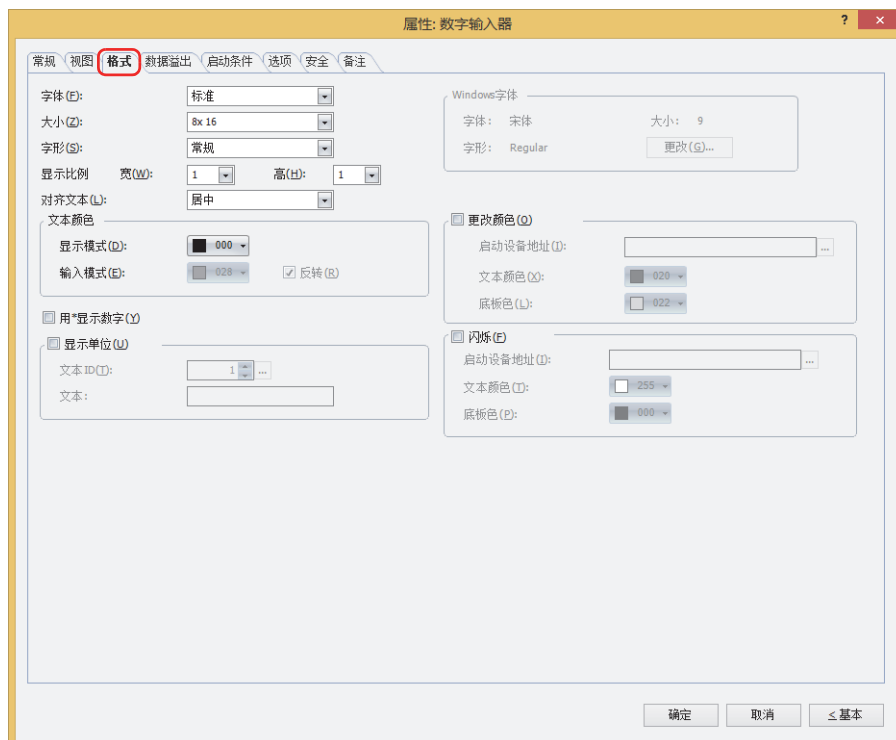 属性: 数字输入器
?
×
常规 视图 格式 数据溢出 启动条件 选项 安全 备注
字体(F): 标准
大小(Z): 8x 16
字形(S): 常规
显示比例 宽(W): 1 高(H): 1
对齐文本(L): 居中
文本颜色
显示模式(D): 000
输入模式(E): 028 反转(R)
用*显示数字(Y)
显示单位(U)
文本 ID(T): 1 ...
文本:
Windows字体
字体: 宋体 大小: 9
字形: Regular 更改(G)...
更改颜色(O)
启动设备地址(I): ...
文本颜色(X): 020
底板色(L): 022
闪烁(F)
启动设备地址(I): ...
文本颜色(T): 255
底板色(P): 000
确定 取消 <基本